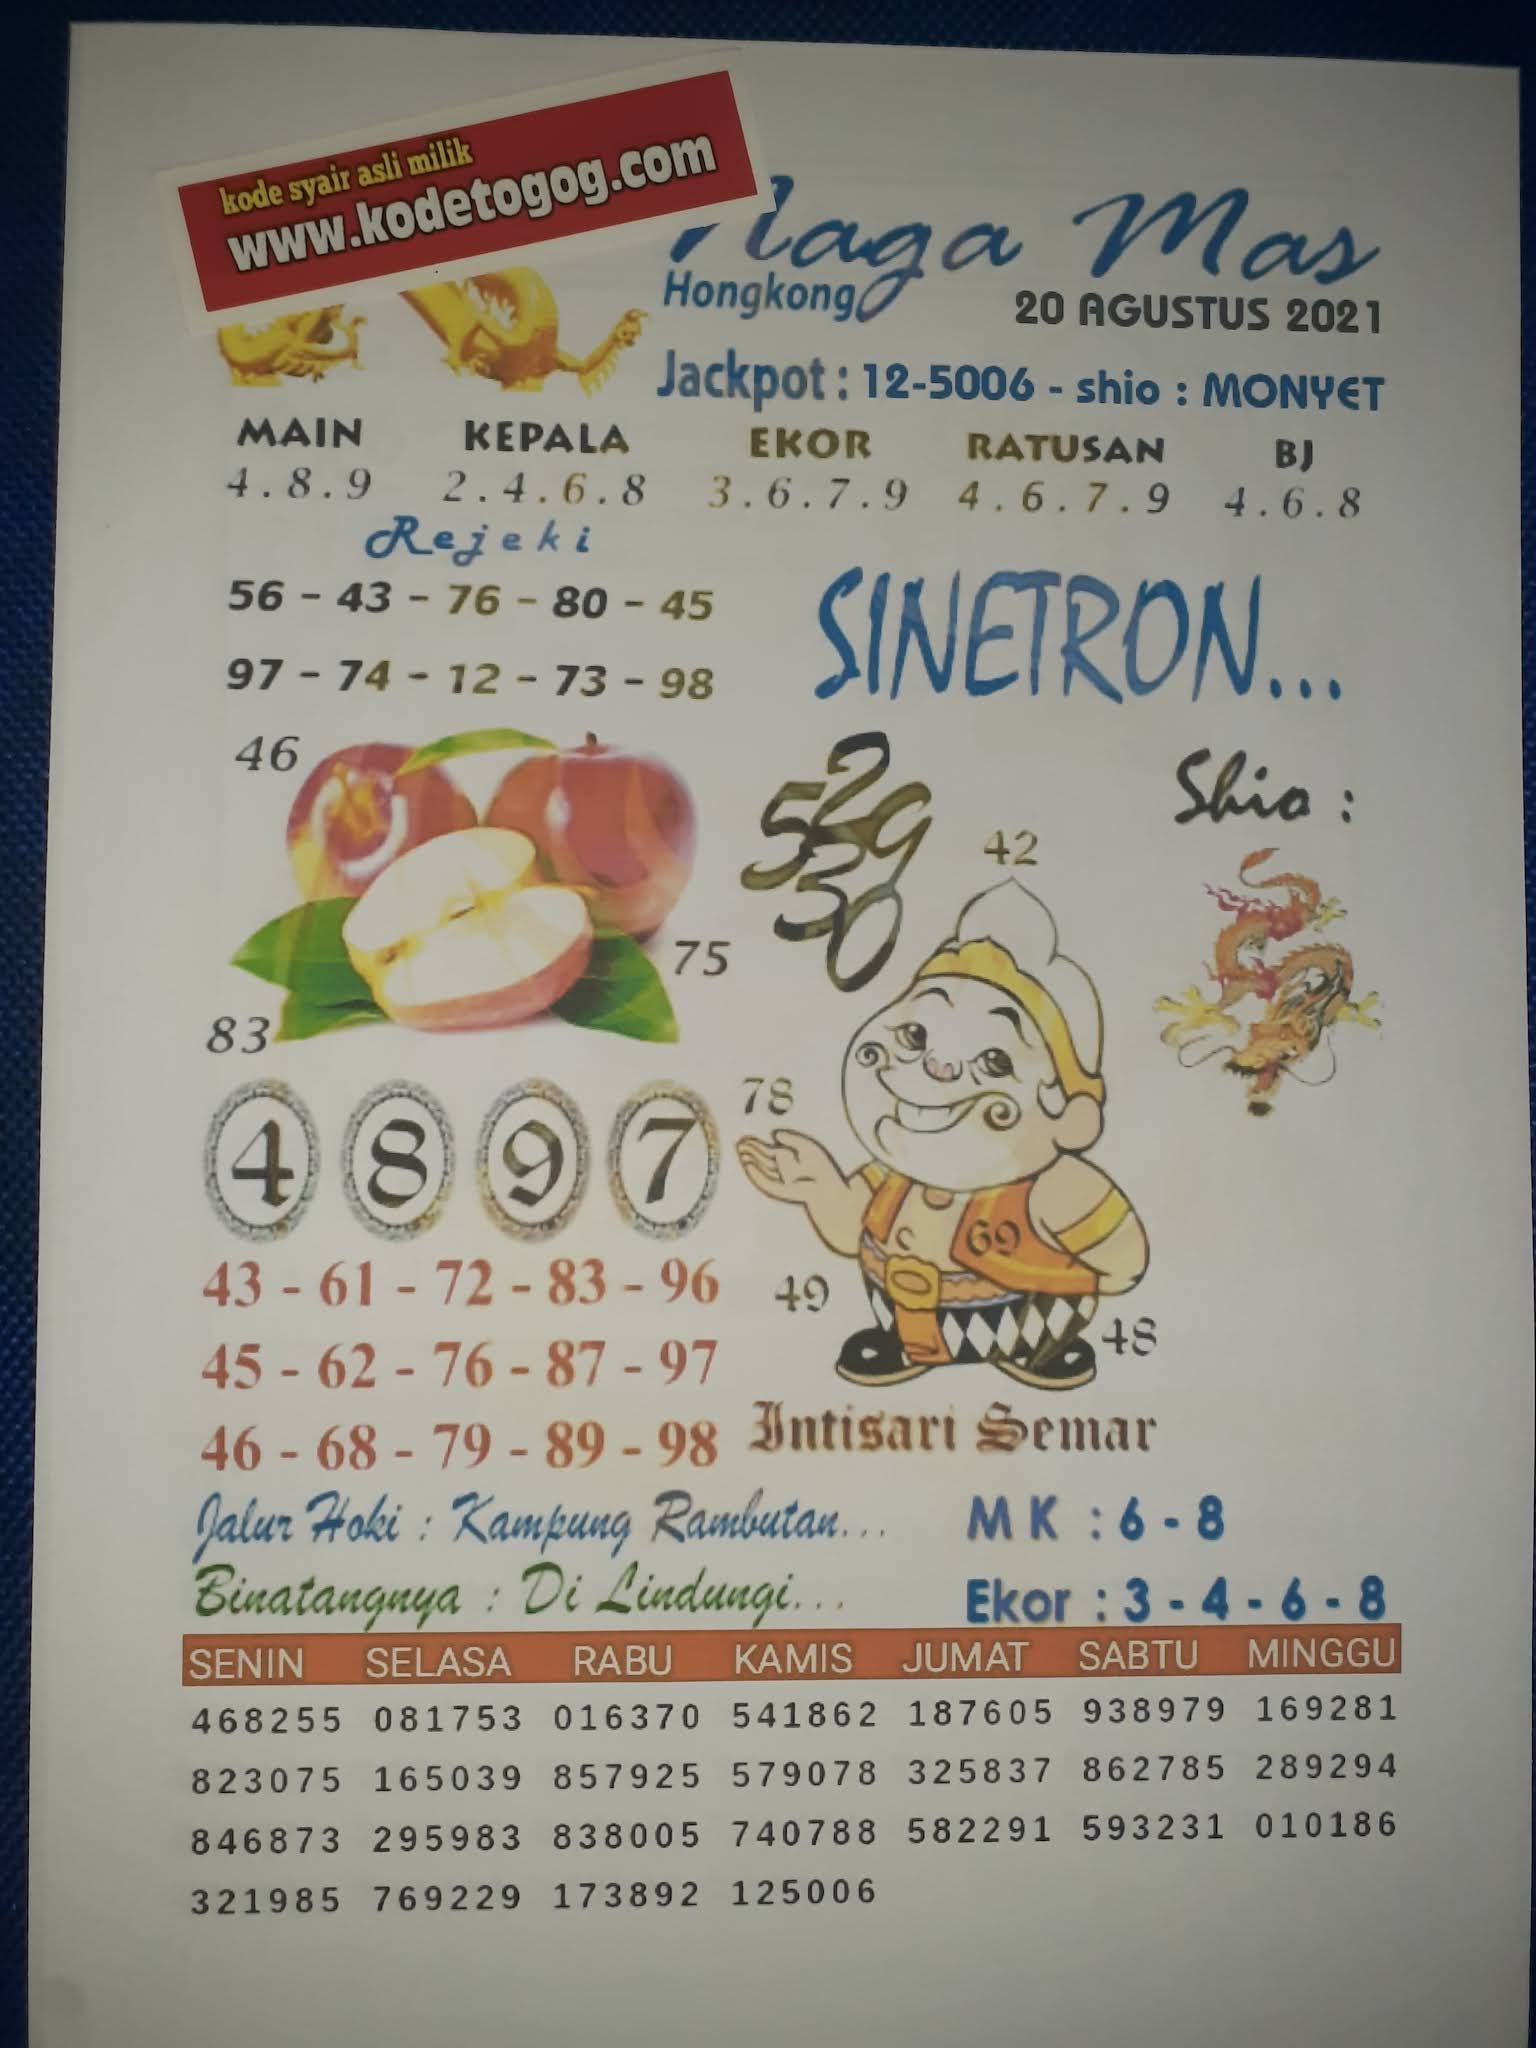 kode syair asli milik
www.kodetogog.com
Naga Mas
Hongkong
20 AGUSTUS 2021
Jackpot : 12-5006 - shio : MONYET
MAIN KEPALA EKOR RATUSAN BJ
4.8.9 2.4.6.8 3.6.7.9 4.6.7.9 4.6.8
Rejeki
56 - 43 - 76 - 80 - 45
97 - 74 - 12 - 73 - 98
SINETRON...
46
75
83
529
530
42
Shio :
78
69
49
48
4 8 9 7
43 - 61 - 72 - 83 - 96
45 - 62 - 76 - 87 - 97
46 - 68 - 79 - 89 - 98
Intisari Semar
Jalur Hoki : Kampung Rambutan...
MK : 6 - 8
Binatangnya : Di Lindungi...
Ekor : 3 - 4 - 6 - 8
SENIN SELASA RABU KAMIS JUMAT SABTU MINGGU
468255 081753 016370 541862 187605 938979 169281
823075 165039 857925 579078 325837 862785 289294
846873 295983 838005 740788 582291 593231 010186
321985 769229 173892 125006